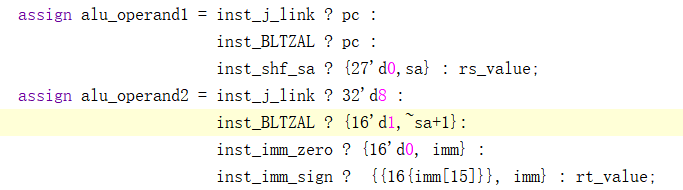 assign alu_operand1 = inst_j_link ? pc :
inst_BLTZAL ? pc :
inst_shf_sa ? {27'd0,sa} : rs_value;
assign alu_operand2 = inst_j_link ? 32'd8 :
inst_BLTZAL ? {16'd1,~sa+1}:
inst_imm_zero ? {16'd0, imm} :
inst_imm_sign ?  {{16{imm[15]}}, imm} : rt_value;